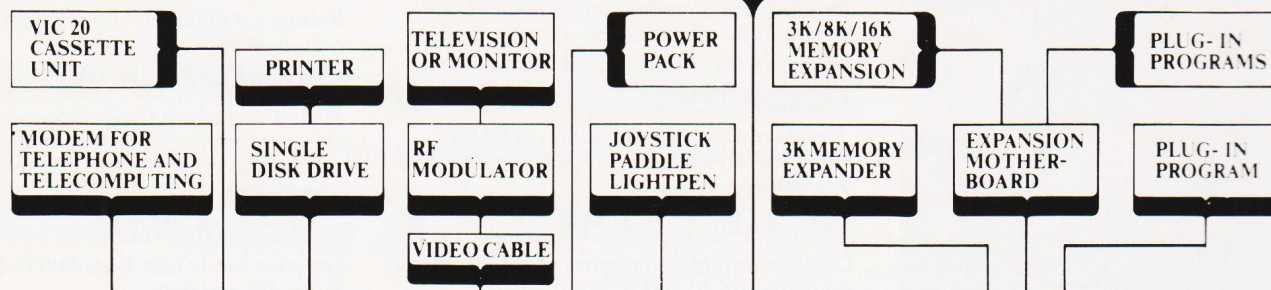 VIC 20
CASSETTE
UNIT
PRINTER
TELEVISION
OR MONITOR
POWER
PACK
3K/8K/16K
MEMORY
EXPANSION
PLUG-IN
PROGRAMS
MODEM FOR
TELEPHONE AND
TELECOMPUTING
SINGLE
DISK DRIVE
RF
MODULATOR
JOYSTICK
PADDLE
LIGHTPEN
3K MEMORY
EXPANDER
EXPANSION
MOTHER-
BOARD
PLUG-IN
PROGRAM
VIDEO CABLE